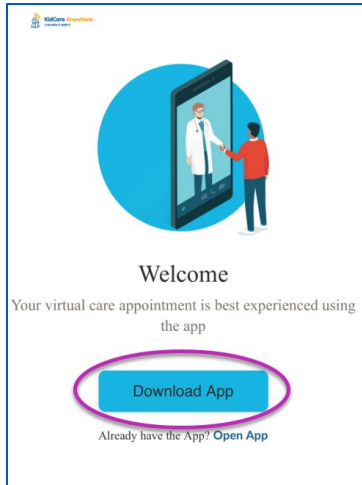 KidCare Anywhere
Welcome
Your virtual care appointment is best experienced using
the app
Download App
Already have the App? Open App